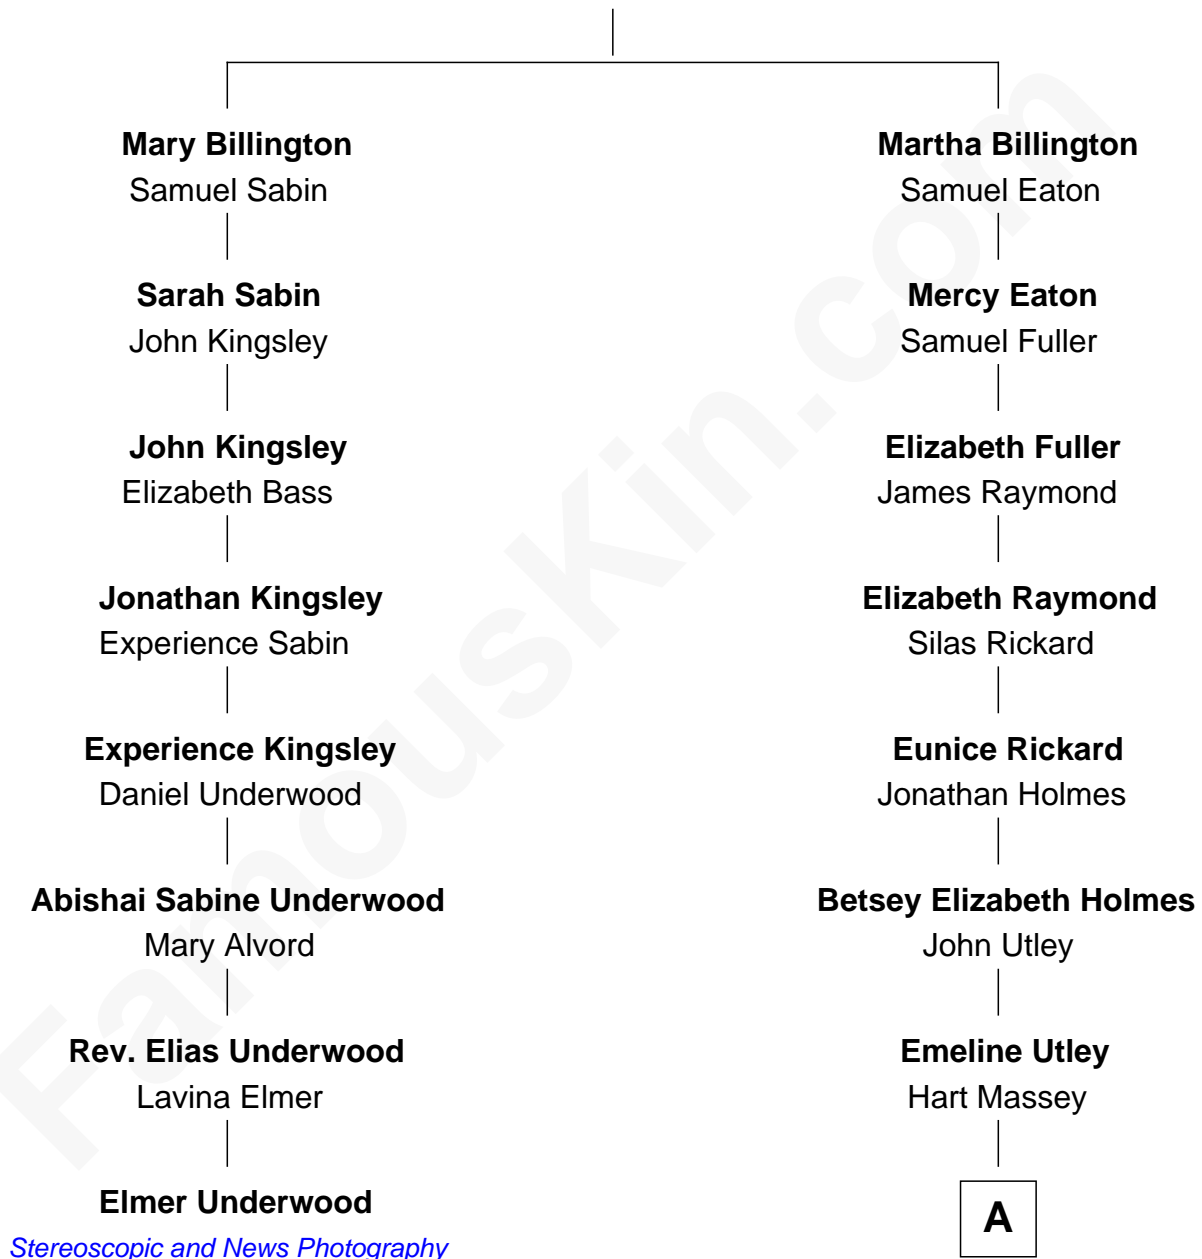 Mary Billington
Samuel Sabin
Sarah Sabin
John Kingsley
John Kingsley
Elizabeth Bass
Jonathan Kingsley
Experience Sabin
Experience Kingsley
Daniel Underwood
Abishai Sabine Underwood
Mary Alvord
Rev. Elias Underwood
Lavina Elmer
Elmer Underwood
Stereoscopic and News Photography
Martha Billington
Samuel Eaton
Mercy Eaton
Samuel Fuller
Elizabeth Fuller
James Raymond
Elizabeth Raymond
Silas Rickard
Eunice Rickard
Jonathan Holmes
Betsey Elizabeth Holmes
John Utley
Emeline Utley
Hart Massey
A
FamousKin.com